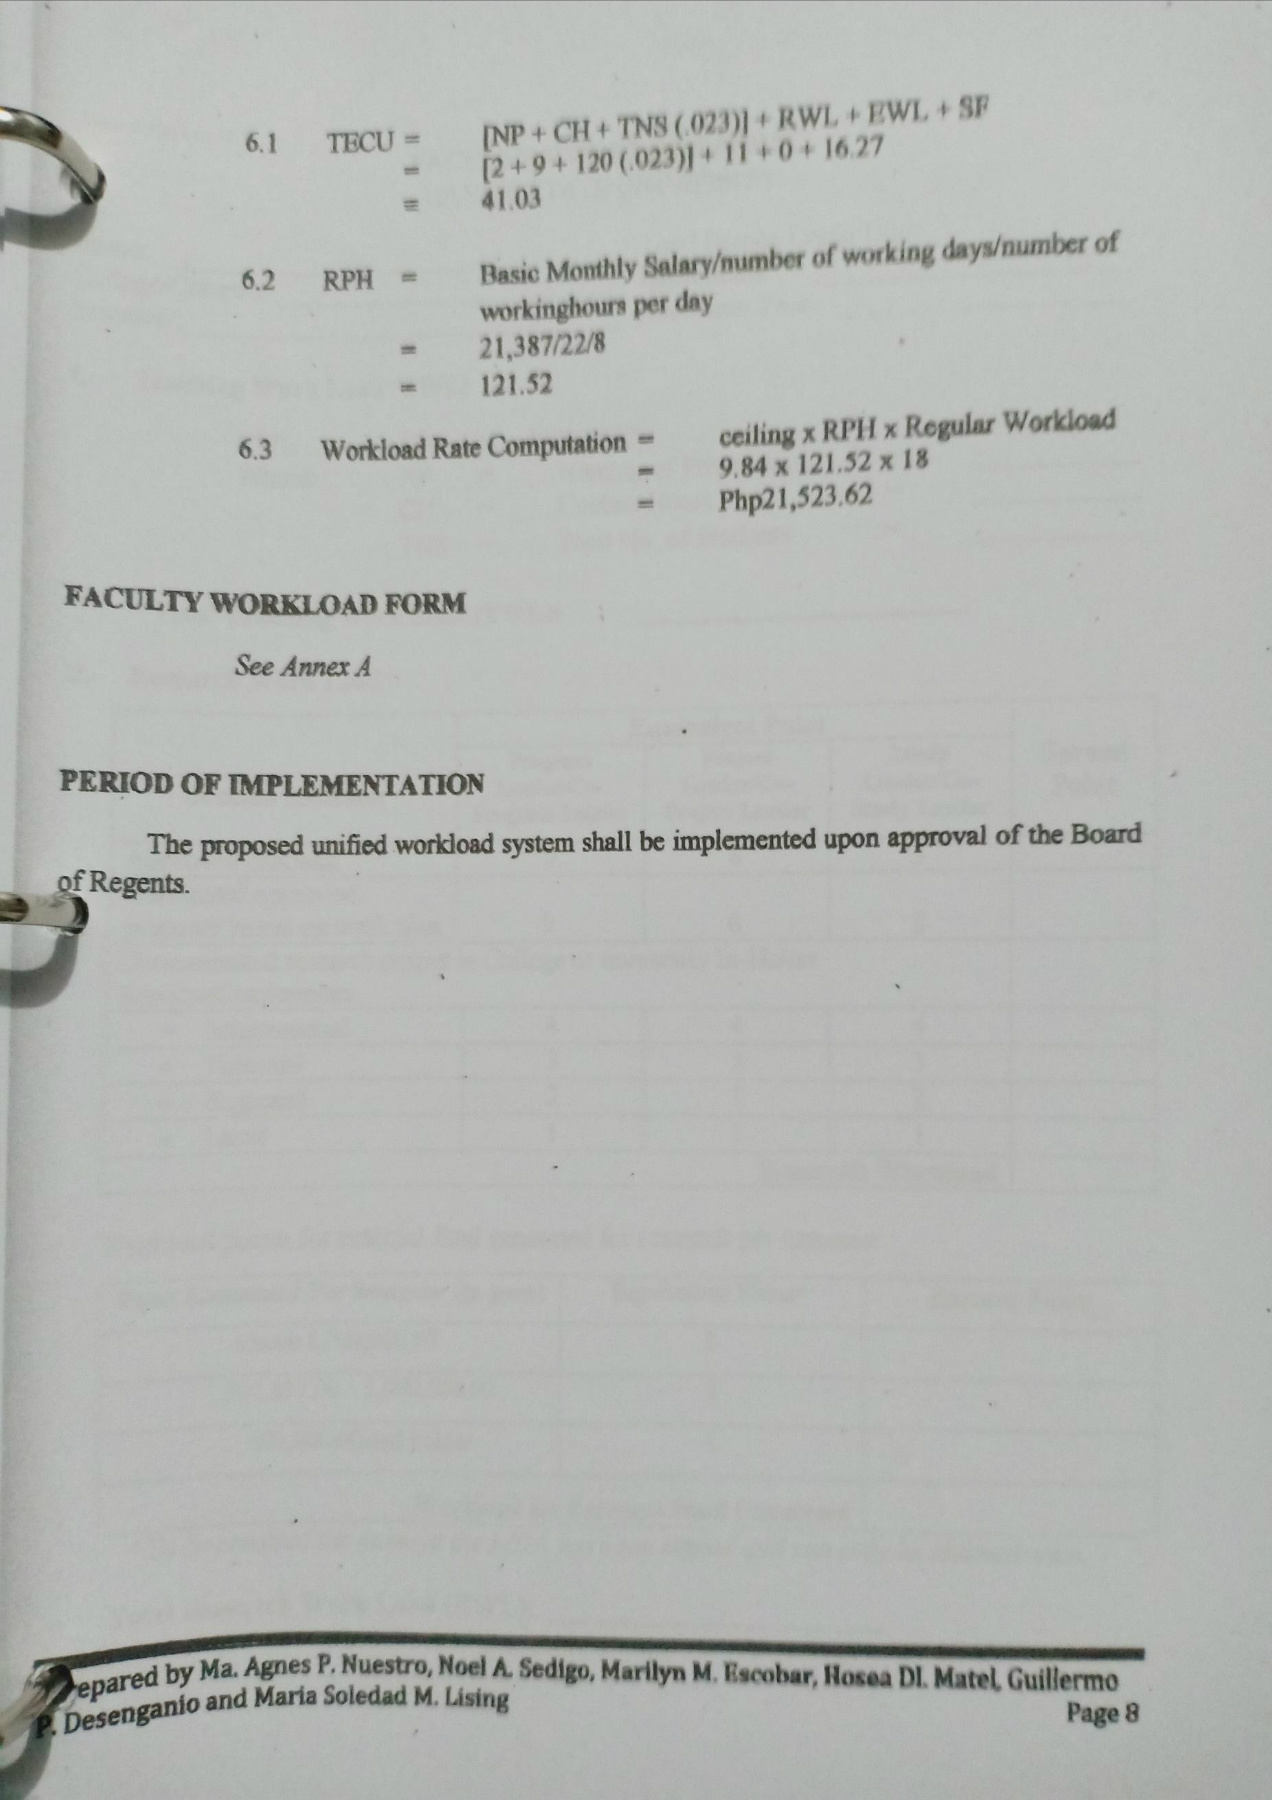 6.1 TECU = [NP + CH + TNS (.023)] + RWL + EWL + SF
= [2 + 9 + 120 (.023)] + 11 + 0 + 16.27
= 41.03
6.2 RPH = Basic Monthly Salary/number of working days/number of
workinghours per day
= 21,387/22/8
= 121.52
6.3 Workload Rate Computation = ceiling x RPH x Regular Workload
= 9.84 x 121.52 x 18
= Php21,523.62
FACULTY WORKLOAD FORM
See Annex A
PERIOD OF IMPLEMENTATION
The proposed unified workload system shall be implemented upon approval of the Board
of Regents.
epared by Ma. Agnes P. Nuestro, Noel A. Sedigo, Marilyn M. Escobar, Hosea Dl. Matel, Guillermo
P. Desenganio and Maria Soledad M. Lising
Page 8